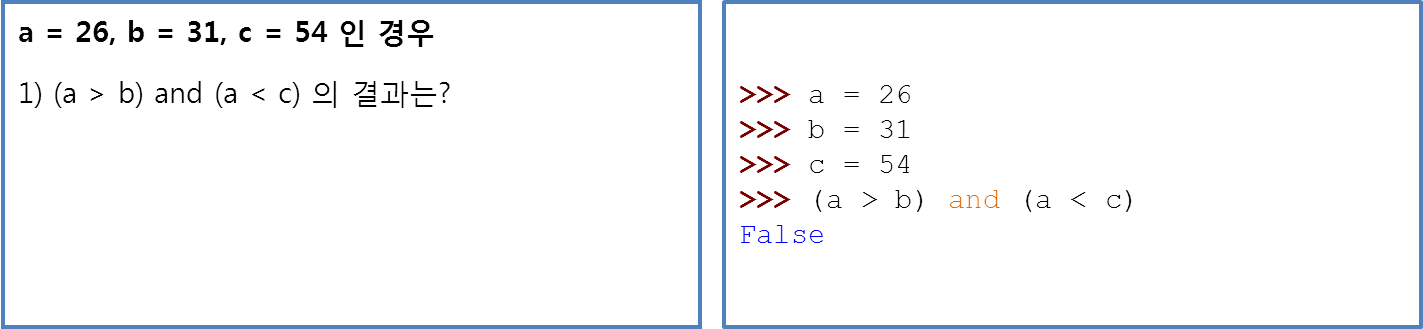 a = 26, b = 31, c = 54 인 경우
1) (a > b) and (a < c) 의 결과는?
>>> a = 26
>>> b = 31
>>> c = 54
>>> (a > b) and (a < c)
False